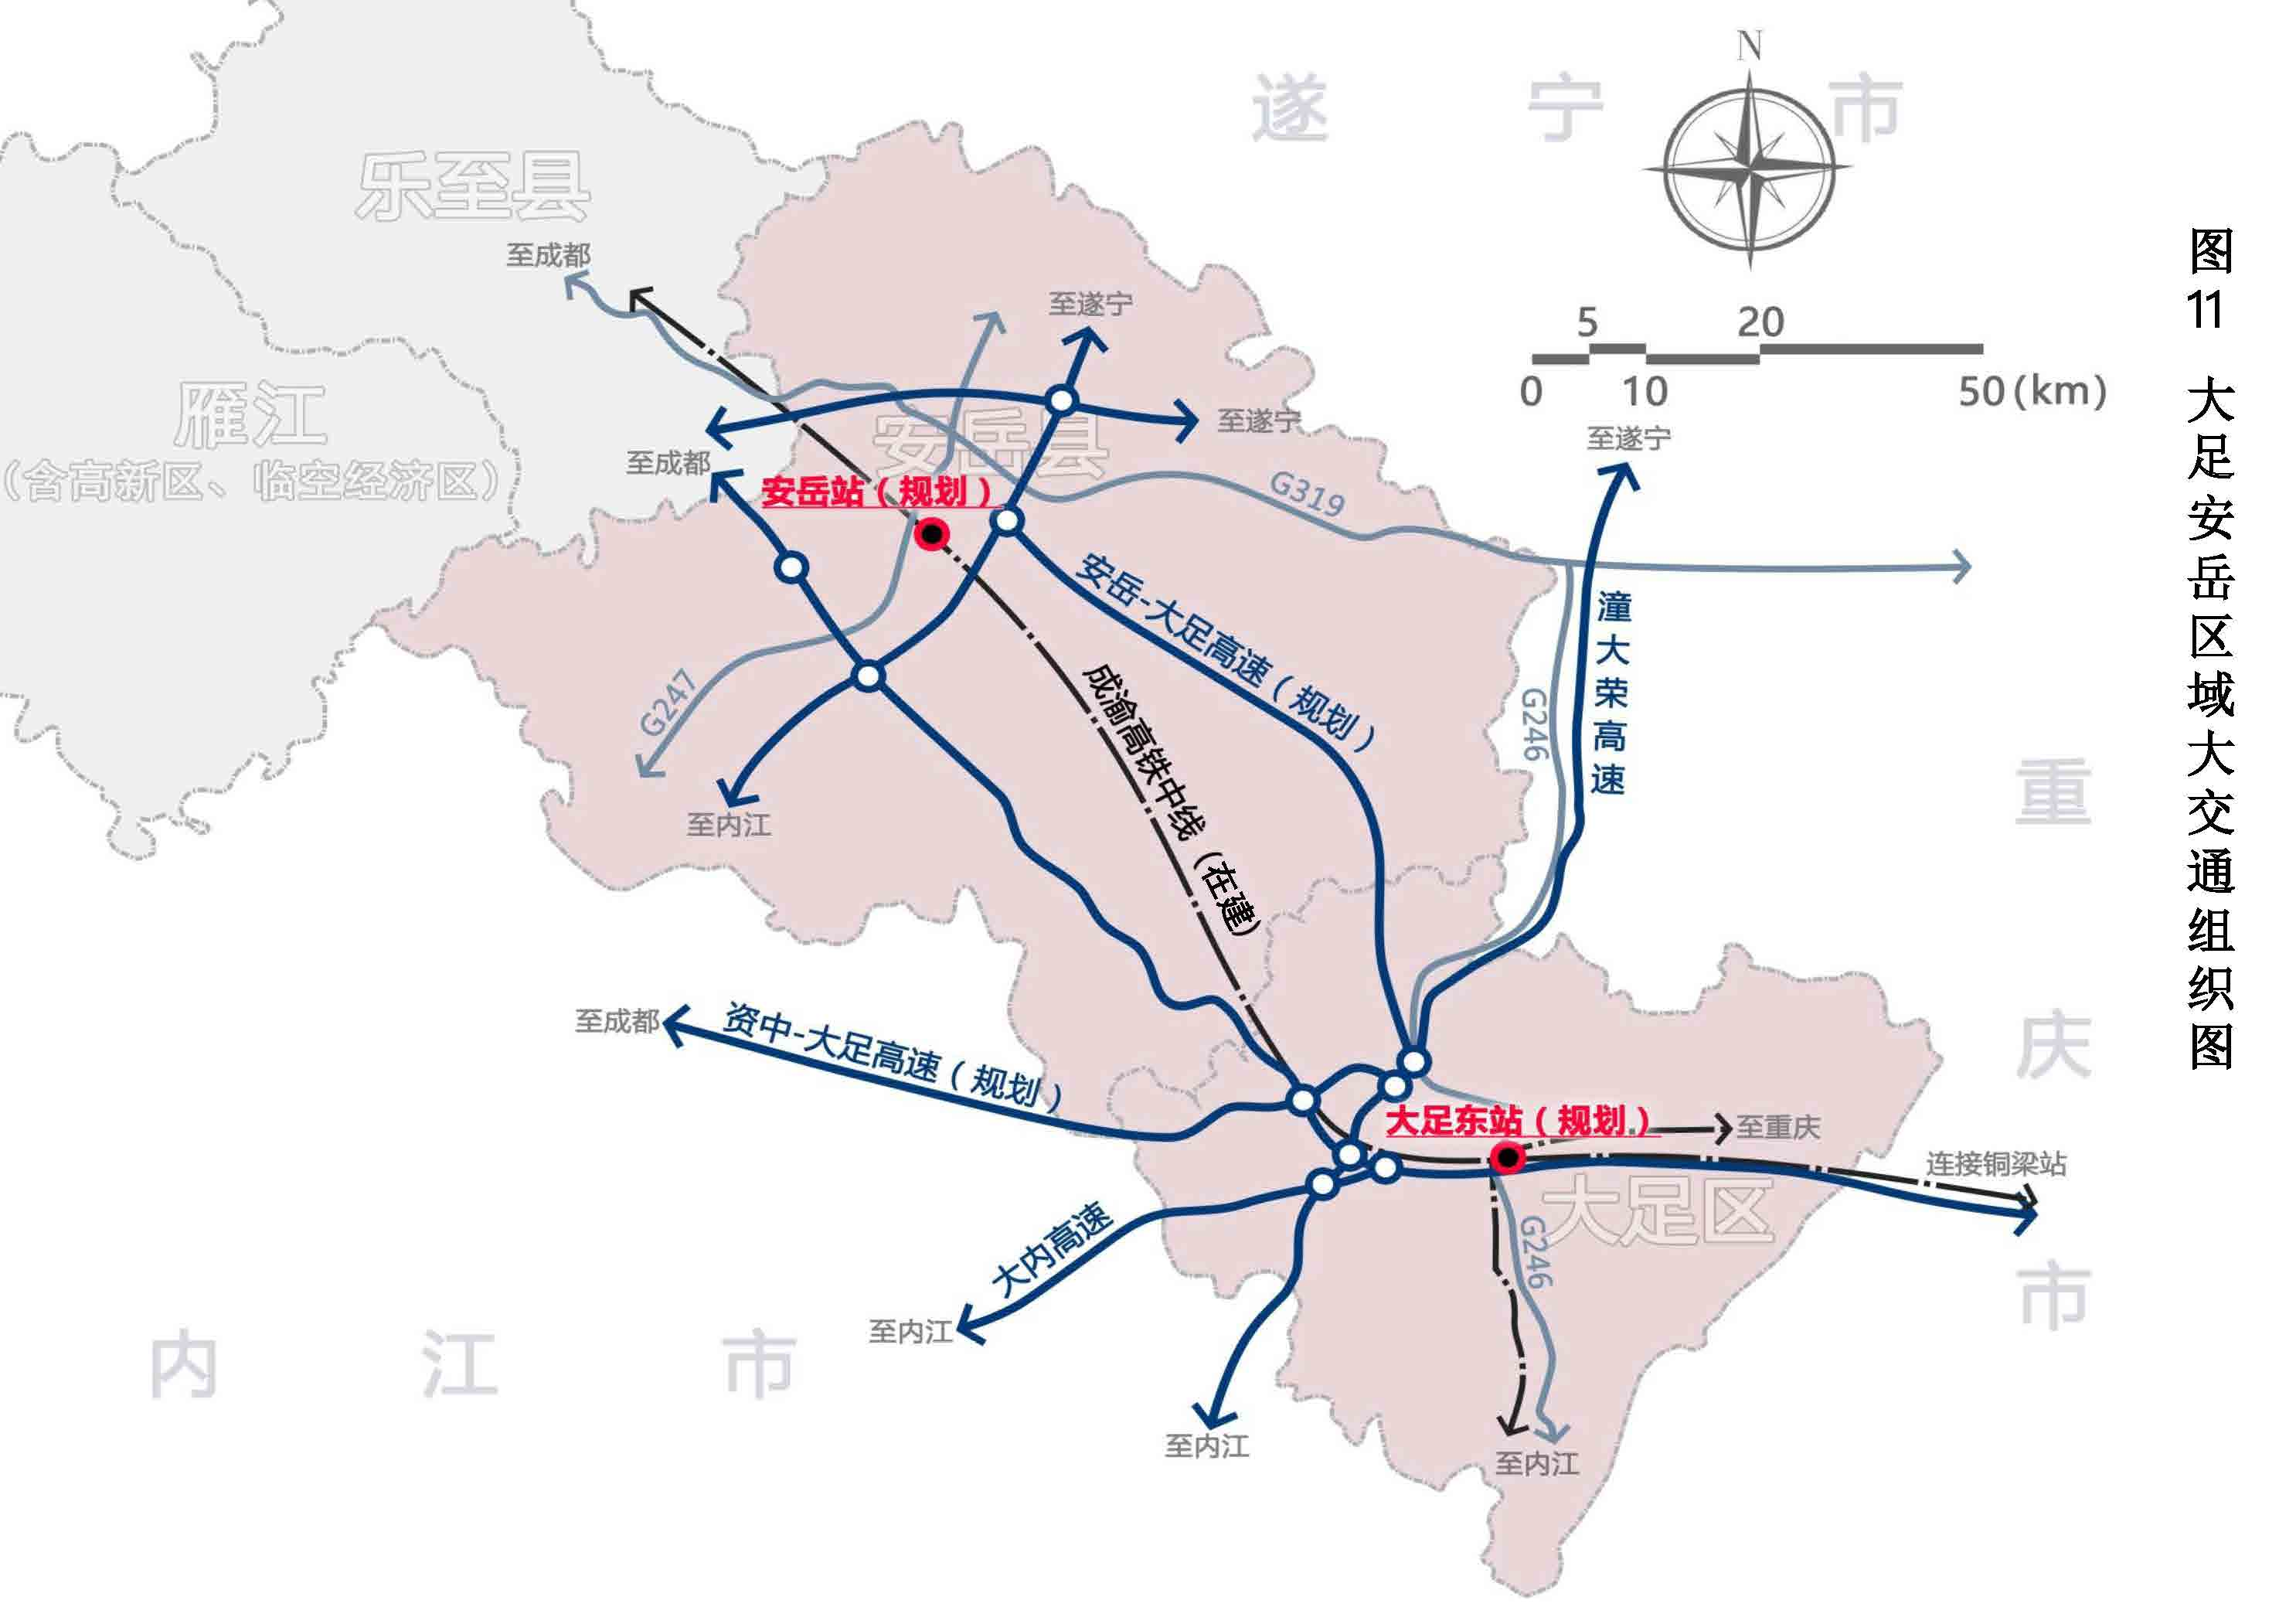 图11 大足安岳区域大交通组织图
遂宁市
N
5 20
0 10 50(km)
乐至县
至成都
至遂宁
雁江
(含高新区、临空经济区)
安岳县
至遂宁
至遂宁
至成都
安岳站(规划)
G319
安岳-大足高速(规划)
潼大荣高速
G247
成渝高铁中线(在建)
G246
至内江
重庆市
至成都
资中-大足高速(规划)
大足东站(规划)
至重庆
连接铜梁站
大足区
大内高速
G246
至内江
内江市
至内江
至内江